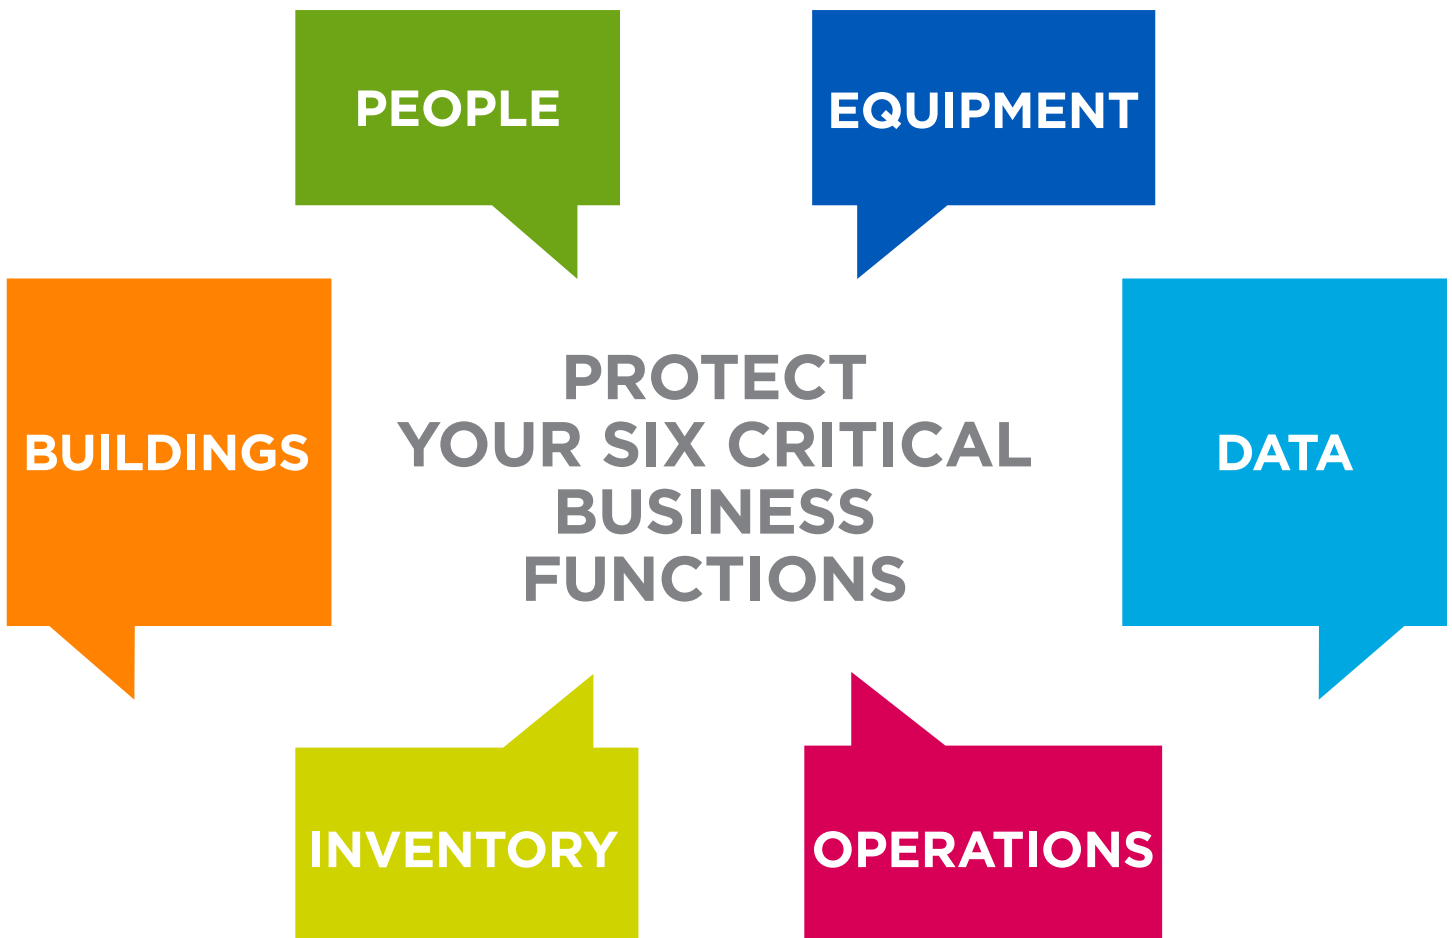 PEOPLE
EQUIPMENT
BUILDINGS
PROTECT
YOUR SIX CRITICAL
BUSINESS
FUNCTIONS
DATA
INVENTORY
OPERATIONS